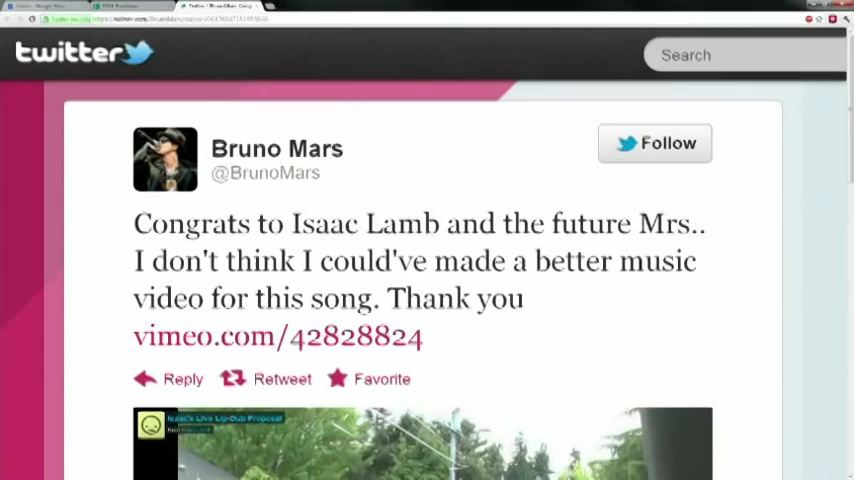 twitter
Search
Bruno Mars
@BrunoMars
Follow
Congrats to Isaac Lamb and the future Mrs..
I don't think I could've made a better music
video for this song. Thank you
vimeo.com/42828824
Reply Retweet Favorite
Isaac's Live Lip-Dub Proposal